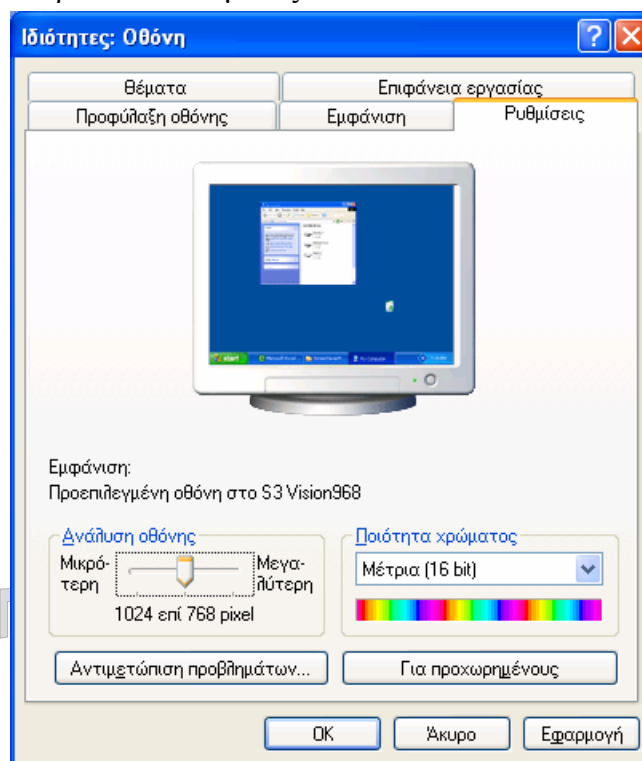 Ιδιότητες: Οθόνη
Θέματα
Επιφάνεια εργασίας
Προφύλαξη οθόνης
Εμφάνιση
Ρυθμίσεις
Εμφάνιση:
Προεπιλεγμένη οθόνη στο S3 Vision968
Ανάλυση οθόνης
Μικρό-
τερη
Μεγα-
λύτερη
1024 επί 768 pixel
Ποιότητα χρώματος
Μέτρια (16 bit)
Αντιμετώπιση προβλημάτων...
Για προχωρημένους
OK
Άκυρο
Εφαρμογή